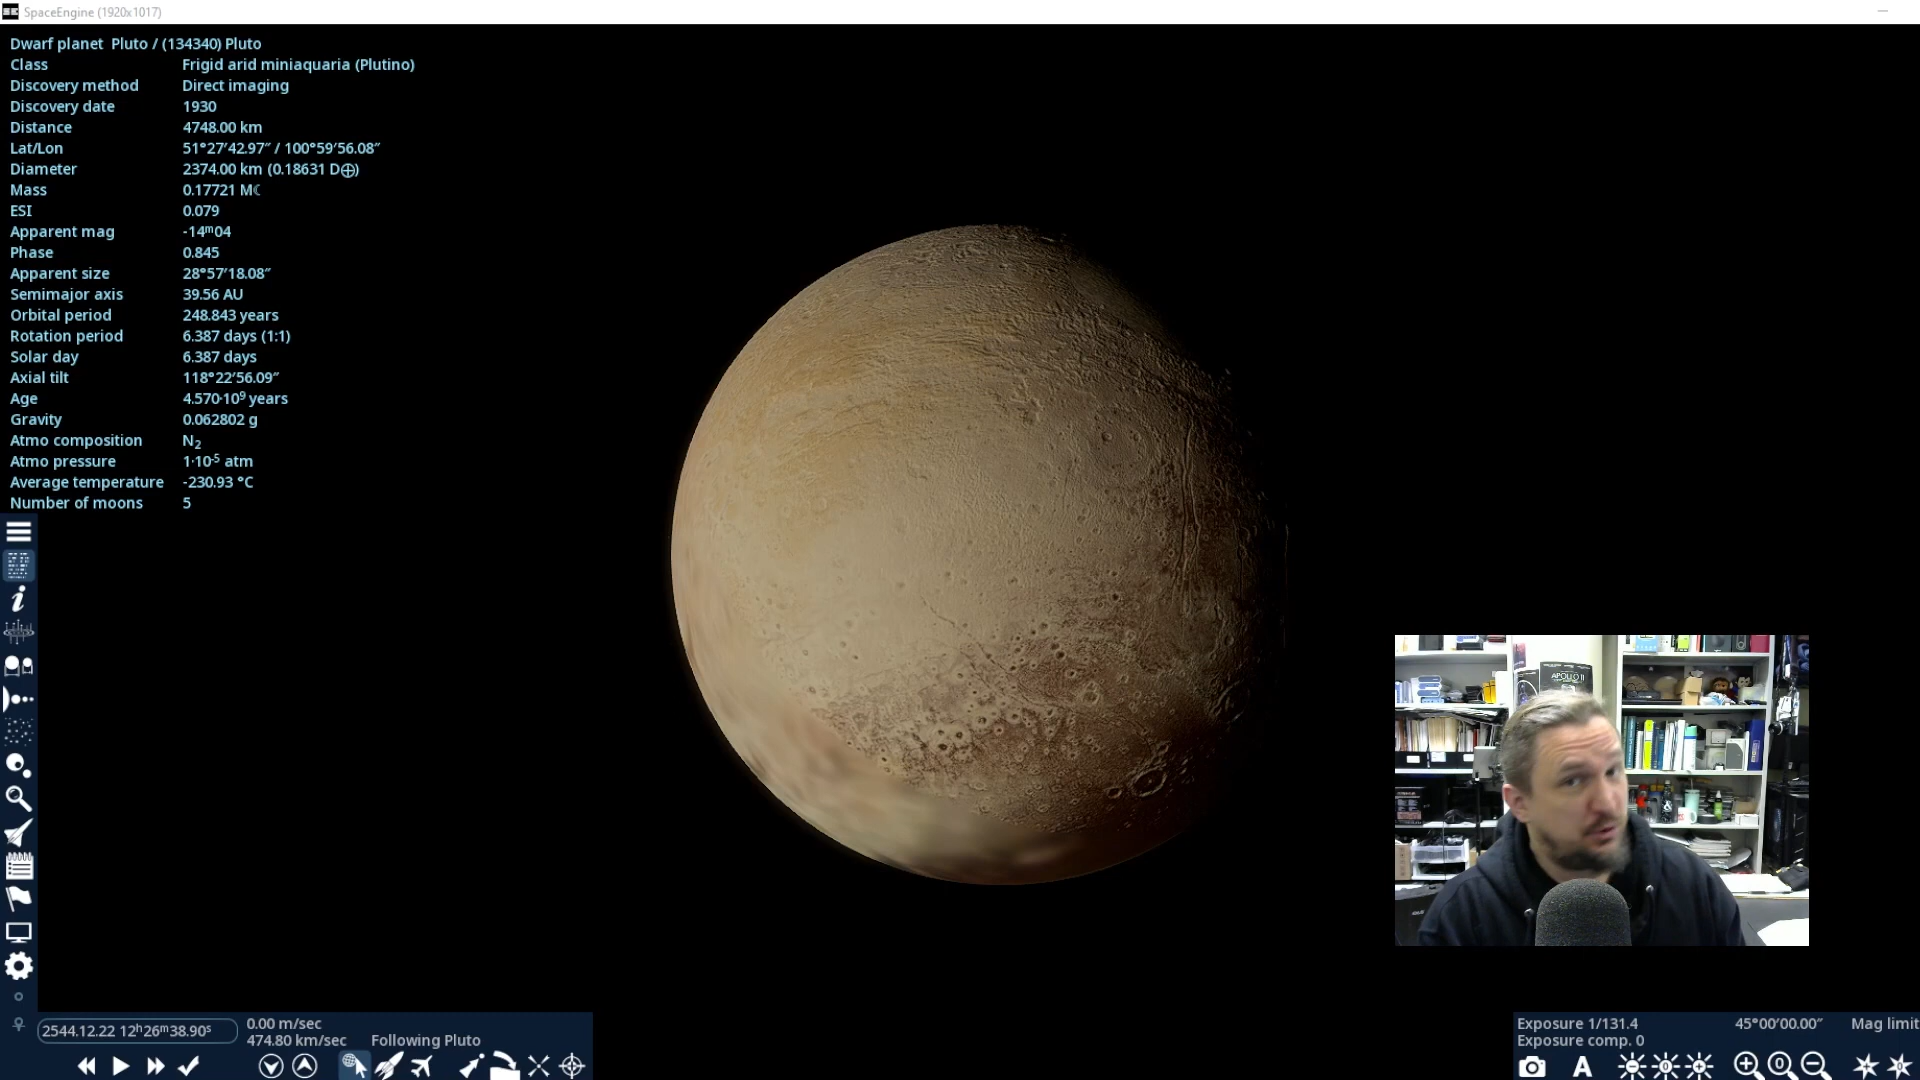 SpaceEngine (1920x1017)
Dwarf planet Pluto / (134340) Pluto
Class Frigid arid miniaquaria (Plutino)
Discovery method Direct imaging
Discovery date 1930
Distance 4748.00 km
Lat/Lon 51°27′42.97″ / 100°59′56.08″
Diameter 2374.00 km (0.18631 D⊕)
Mass 0.17721 M☾
ESI 0.079
Apparent mag -14ᵐ04
Phase 0.845
Apparent size 28°57′18.08″
Semimajor axis 39.56 AU
Orbital period 248.843 years
Rotation period 6.387 days (1:1)
Solar day 6.387 days
Axial tilt 118°22′56.09″
Age 4.570·10⁹ years
Gravity 0.062802 g
Atmo composition N₂
Atmo pressure 1·10⁻⁵ atm
Average temperature -230.93 °C
Number of moons 5
APOLLO 11
2544.12.22 12ʰ26ᵐ38.90ˢ
0.00 m/sec
474.80 km/sec Following Pluto
Exposure 1/131.4 45°00′00.00″ Mag limit
Exposure comp. 0
A